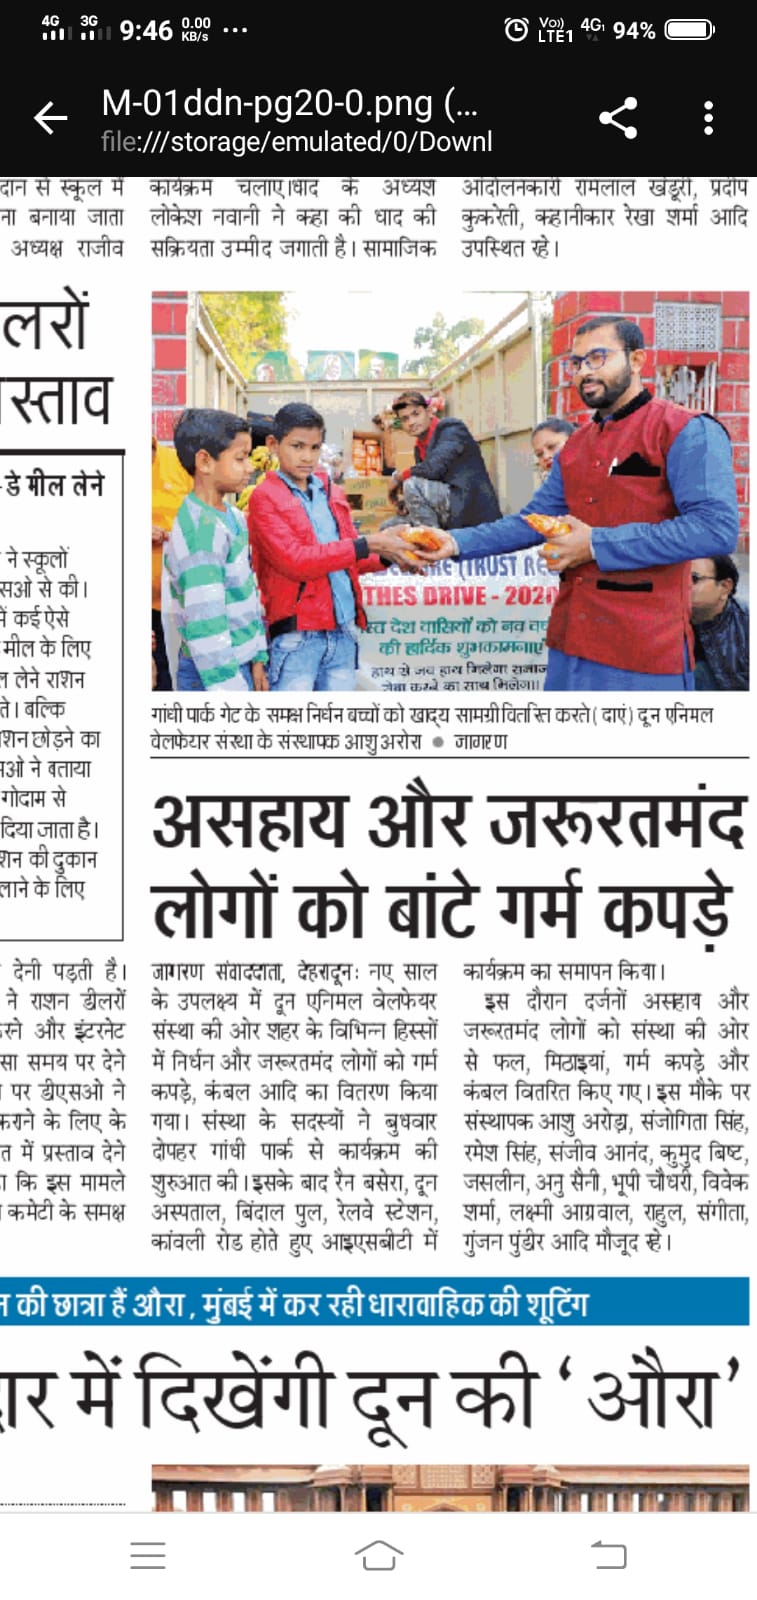 4G 3G 9:46 0.00 KB/s ... Vo)) LTE1 4G 94%
M-01ddn-pg20-0.png (...
file:///storage/emulated/0/Downl
दान से स्कूल में
ना बनाया जाता
अध्यक्ष राजीव
कार्यक्रम चलाए।धाद के अध्यक्ष
लोकेश नवानी ने कहा की धाद की
सक्रियता उम्मीद जगाती है। सामाजिक
आंदोलनकारी रामलाल खंडूरी, प्रदीप
कुकरेती, कहानीकार रेखा शर्मा आदि
उपस्थित रहे।
लरों
स्ताव
डे मील लेने
ने स्कूलों
सओ से की।
में कई ऐसे
मील के लिए
न लेने राशन
ते। बल्कि
शन छोड़ने का
सओ ने बताया
गोदाम से
दिया जाता है।
शन की दुकान
लाने के लिए
देनी पड़ती है।
ने राशन डीलरों
करने और इंटरनेट
सा समय पर देने
पर डीएसओ ने
कराने के लिए के
त में प्रस्ताव देने
कि इस मामले
कमेटी के समक्ष
(TRUST RE
THES DRIVE - 2020
स्त देश वासियों को नव वर्ष
की हार्दिक शुभकामनाएं
हाथ से जब हाथ मिलेगा समाज
सेवा करने का साथ मिलेगा।।
गांधी पार्क गेट के समक्ष निर्धन बच्चों को खाद्य सामग्री वितरित करते( दाएं) दून एनिमल
वेलफेयर संस्था के संस्थापक आशु अरोरा ● जागरण
असहाय और जरूरतमंद
लोगों को बांटे गर्म कपड़े
जागरण संवाददाता, देहरादून: नए साल
के उपलक्ष्य में दून एनिमल वेलफेयर
संस्था की ओर शहर के विभिन्न हिस्सों
में निर्धन और जरूरतमंद लोगों को गर्म
कपड़े, कंबल आदि का वितरण किया
गया। संस्था के सदस्यों ने बुधवार
दोपहर गांधी पार्क से कार्यक्रम की
शुरुआत की। इसके बाद रैन बसेरा, दून
अस्पताल, बिंदाल पुल, रेलवे स्टेशन,
कांवली रोड होते हुए आइएसबीटी में
कार्यक्रम का समापन किया।
इस दौरान दर्जनों असहाय और
जरूरतमंद लोगों को संस्था की ओर
से फल, मिठाइयां, गर्म कपड़े और
कंबल वितरित किए गए। इस मौके पर
संस्थापक आशु अरोड़ा, संजोगिता सिंह,
रमेश सिंह, संजीव आनंद, कुमुद बिष्ट,
जसलीन, अनु सैनी, भूपी चौधरी, विवेक
शर्मा, लक्ष्मी आग्रवाल, राहुल, संगीता,
गुंजन पुंडीर आदि मौजूद रहे।
की छात्रा हैं औरा , मुंबई में कर रही धारावाहिक की शूटिंग
ार में दिखेंगी दून की ‘ औरा’